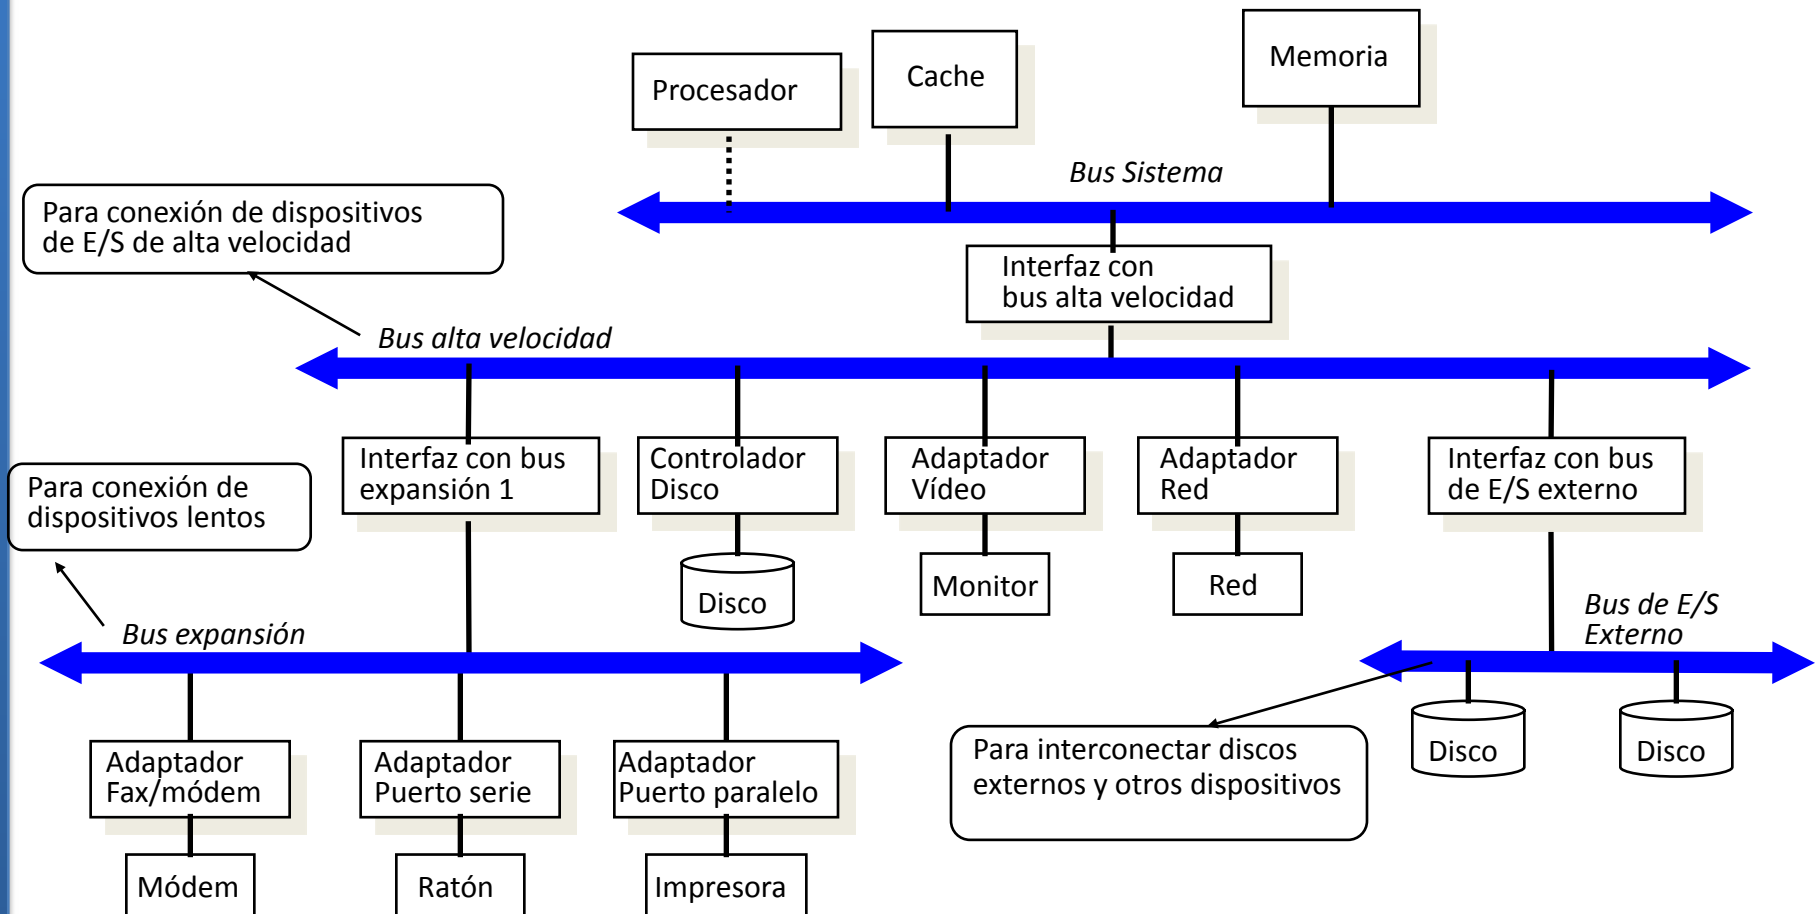 Procesador
Cache
Memoria
Bus Sistema
Para conexión de dispositivos
de E/S de alta velocidad
Interfaz con
bus alta velocidad
Bus alta velocidad
Interfaz con bus
expansión 1
Controlador
Disco
Adaptador
Vídeo
Adaptador
Red
Interfaz con bus
de E/S externo
Para conexión de
dispositivos lentos
Disco
Monitor
Red
Bus de E/S
Externo
Bus expansión
Disco
Disco
Para interconectar discos
externos y otros dispositivos
Adaptador
Fax/módem
Adaptador
Puerto serie
Adaptador
Puerto paralelo
Módem
Ratón
Impresora